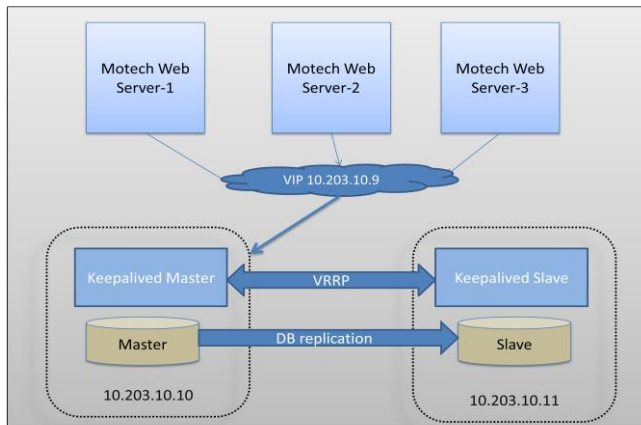 Motech Web
Server-1
Motech Web
Server-2
Motech Web
Server-3
VIP 10.203.10.9
Keepalived Master
VRRP
Keepalived Slave
Master
DB replication
Slave
10.203.10.10
10.203.10.11